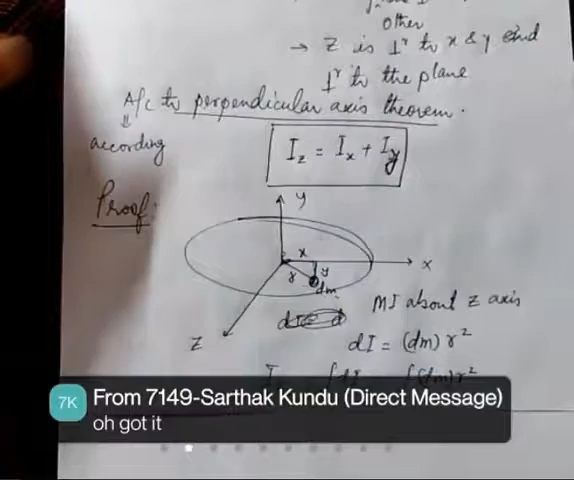 other
→ z is ⊥r to x & y and
⊥r to the plane
A/c to perpendicular axis theorem.
⇓
according
Iz = Ix + Iy
Proof:
y
x
x
y
r
dm
z
MI about z axis
dI = (dm) r²
7K
From 7149-Sarthak Kundu (Direct Message)
oh got it